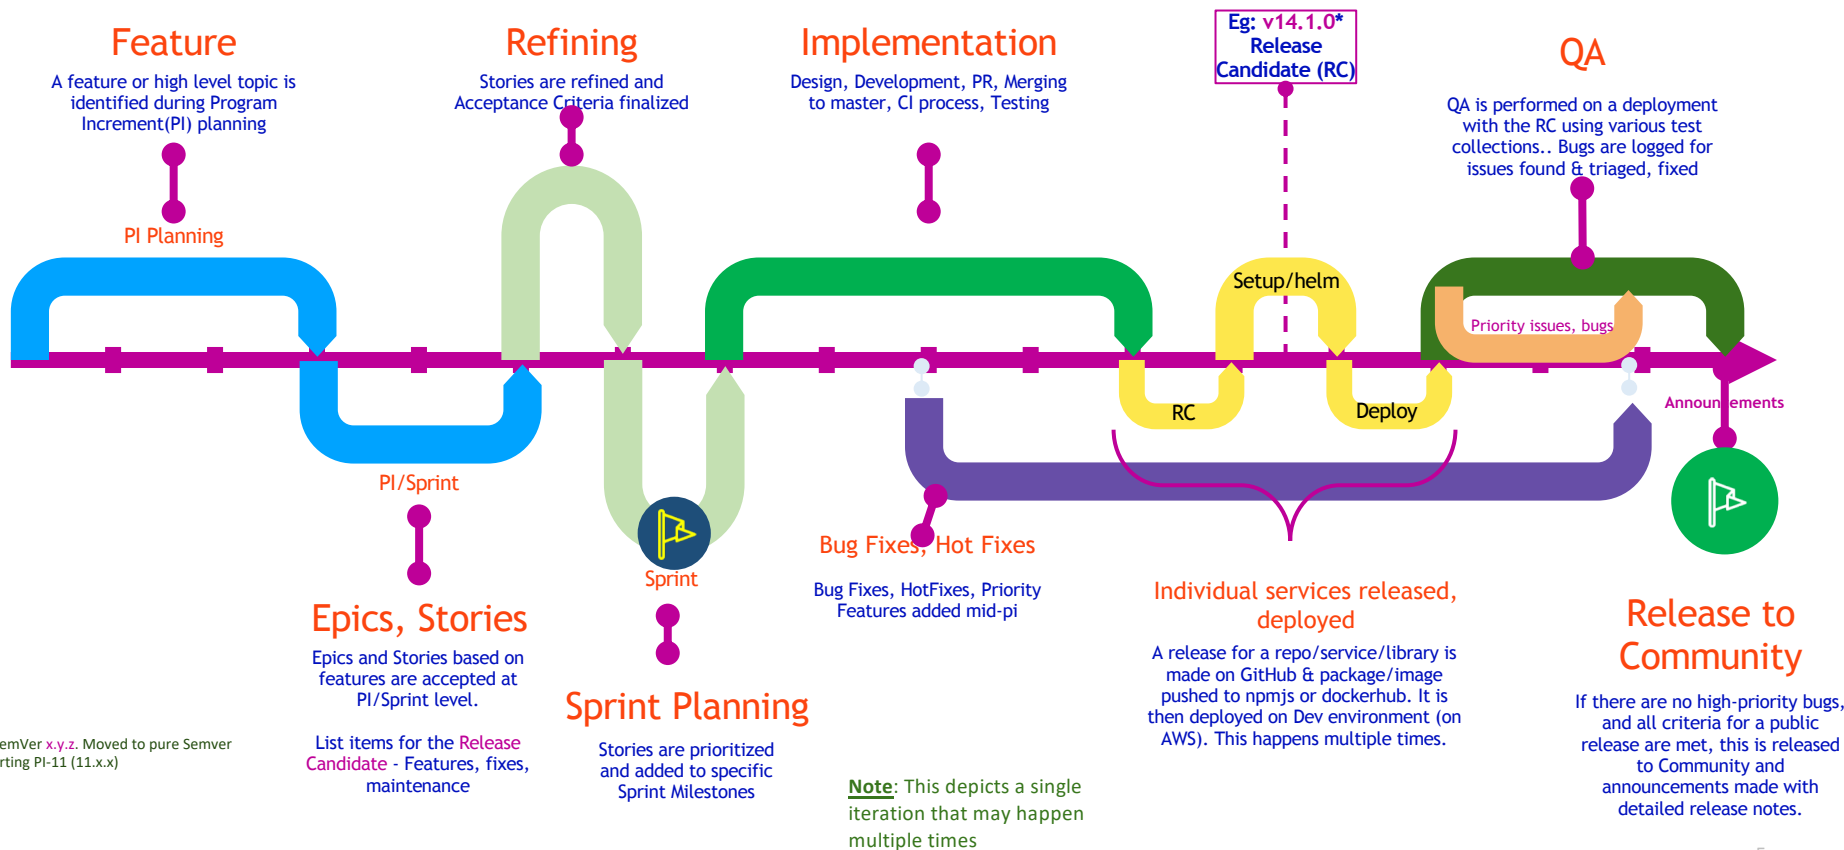 Feature
A feature or high level topic is
identified during Program
Increment(PI) planning
PI Planning
Refining
Stories are refined and
Acceptance Criteria finalized
Implementation
Design, Development, PR, Merging
to master, CI process, Testing
Eg: v14.1.0*
Release
Candidate (RC)
QA
QA is performed on a deployment
with the RC using various test
collections.. Bugs are logged for
issues found & triaged, fixed
Setup/helm
Priority issues, bugs
RC
Deploy
Announcements
PI/Sprint
Epics, Stories
Epics and Stories based on
features are accepted at
PI/Sprint level.
List items for the Release
Candidate - Features, fixes,
maintenance
Sprint
Sprint Planning
Stories are prioritized
and added to specific
Sprint Milestones
Bug Fixes, Hot Fixes
Bug Fixes, HotFixes, Priority
Features added mid-pi
Individual services released,
deployed
A release for a repo/service/library is
made on GitHub & package/image
pushed to npmjs or dockerhub. It is
then deployed on Dev environment (on
AWS). This happens multiple times.
Release to
Community
If there are no high-priority bugs,
and all criteria for a public
release are met, this is released
to Community and
announcements made with
detailed release notes.
emVer x.y.z. Moved to pure Semver
rting PI-11 (11.x.x)
Note: This depicts a single
iteration that may happen
multiple times